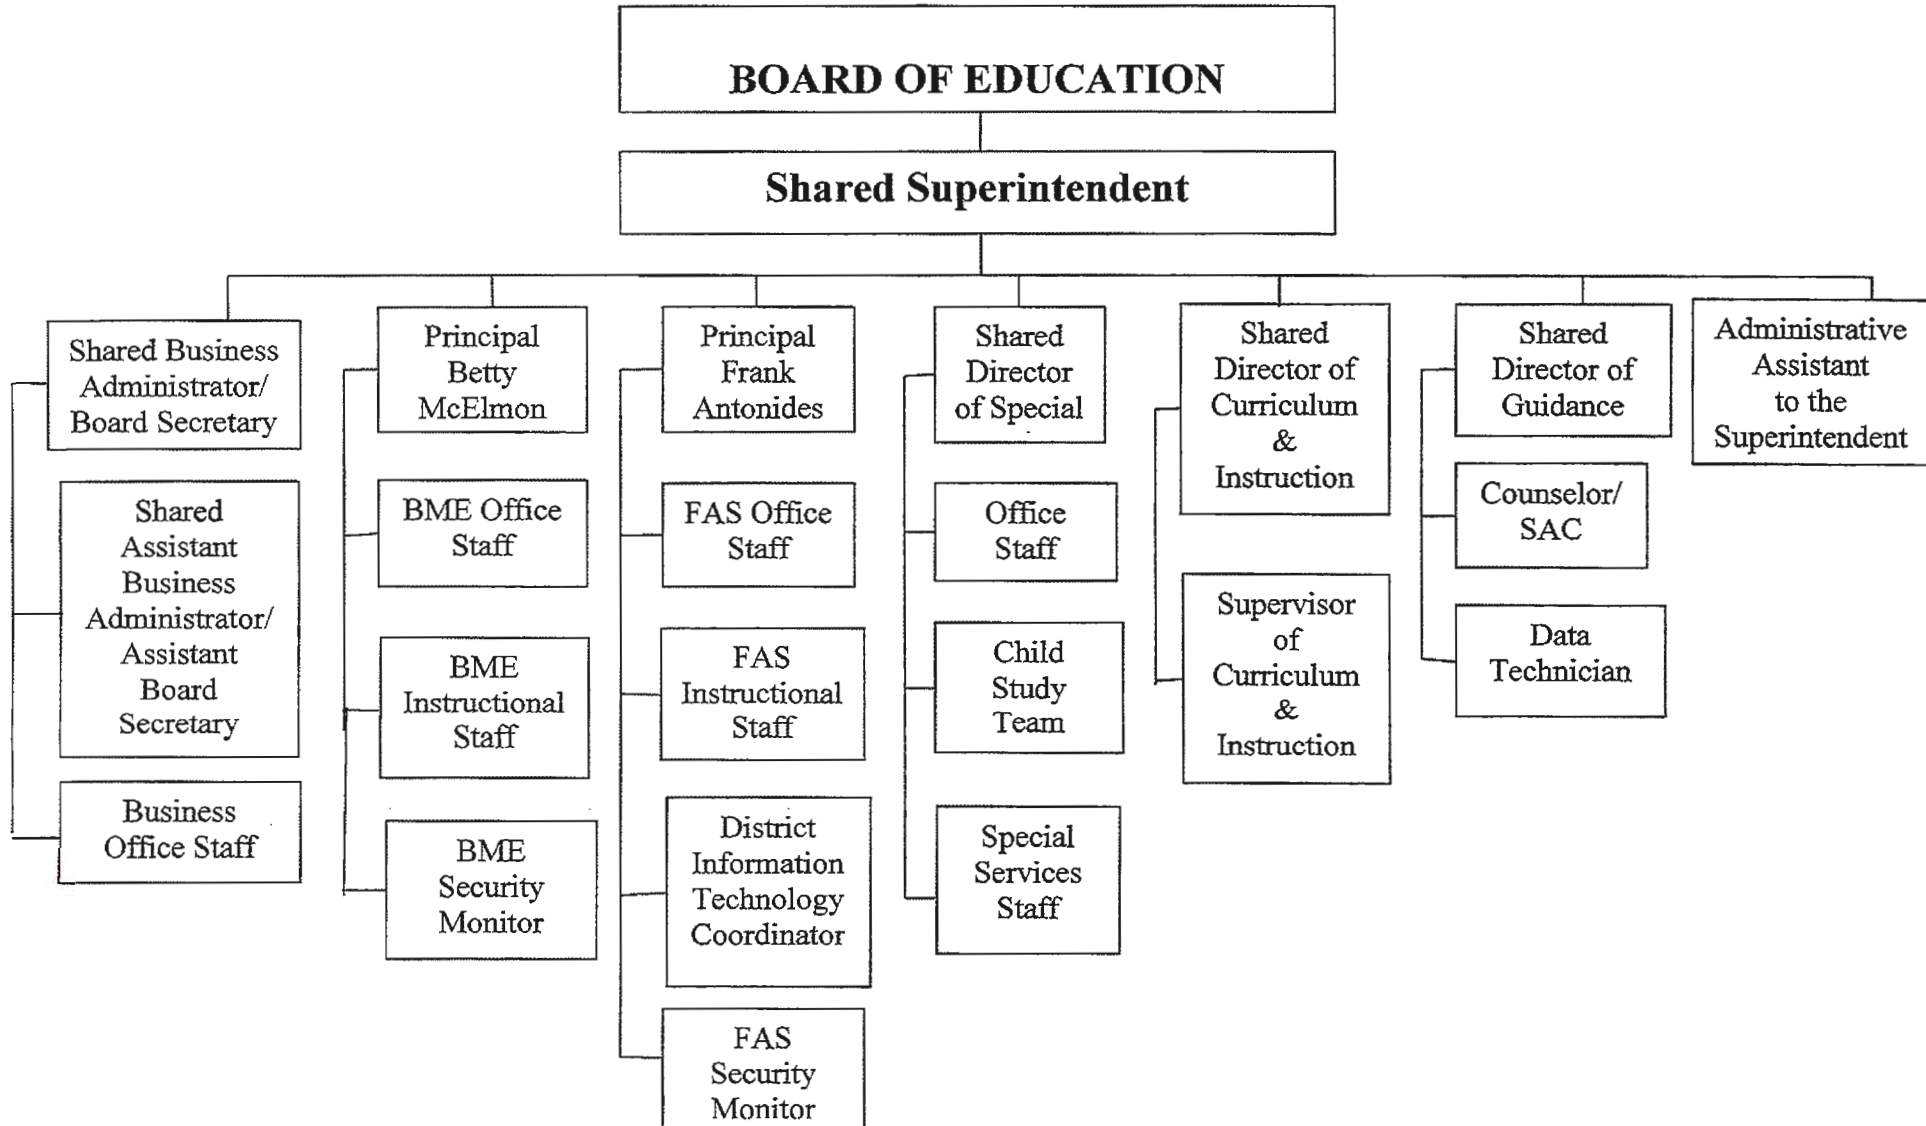 BOARD OF EDUCATION
Shared Superintendent
Shared Business
Administrator/
Board Secretary
Shared
Assistant
Business
Administrator/
Assistant
Board
Secretary
Business
Office Staff
Principal
Betty
McElmon
BME Office
Staff
BME
Instructional
Staff
BME
Security
Monitor
Principal
Frank
Antonides
FAS Office
Staff
FAS
Instructional
Staff
District
Information
Technology
Coordinator
FAS
Security
Monitor
Shared
Director
of Special
Office
Staff
Child
Study
Team
Special
Services
Staff
Shared
Director of
Curriculum
&
Instruction
Supervisor
of
Curriculum
&
Instruction
Shared
Director of
Guidance
Counselor/
SAC
Data
Technician
Administrative
Assistant
to the
Superintendent